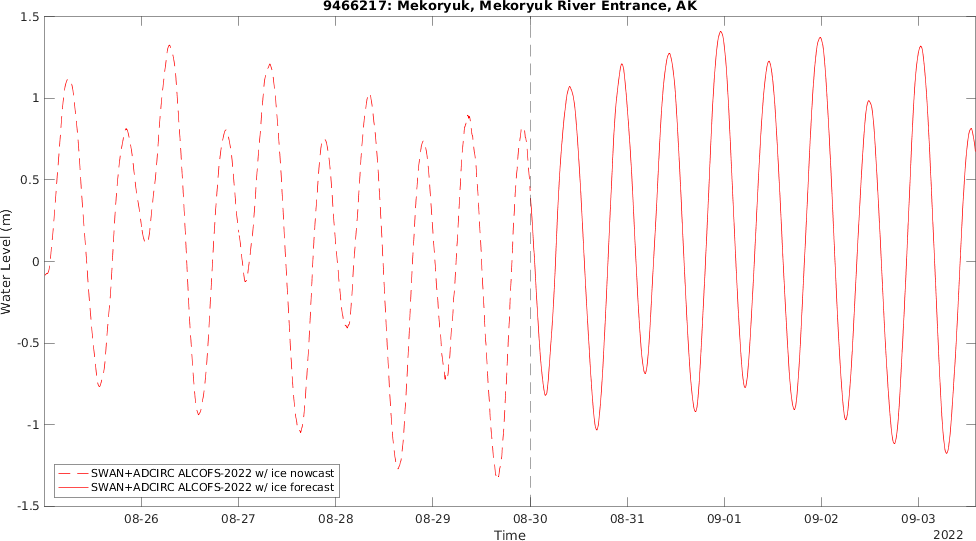 9466217: Mekoryuk, Mekoryuk River Entrance, AK
1.5
1
0.5
0
-0.5
-1
-1.5
Water Level (m)
SWAN+ADCIRC ALCOFS-2022 w/ ice nowcast
SWAN+ADCIRC ALCOFS-2022 w/ ice forecast
08-26 08-27 08-28 08-29 08-30 08-31 09-01 09-02 09-03
Time
2022